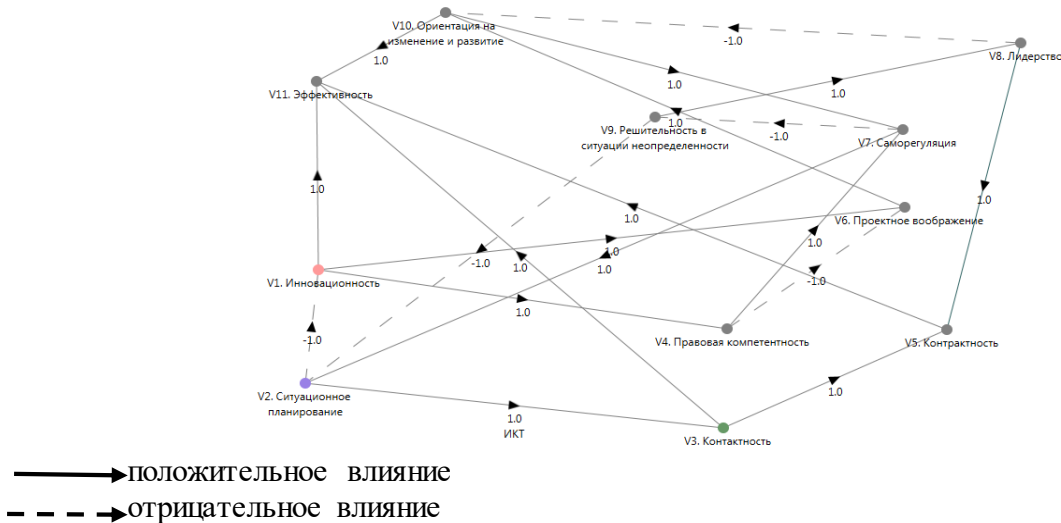 V10. Ориентация на
изменение и развитие
-1.0
V8. Лидерство
1.0
1.0
1.0
V11. Эффективность
1.0
V9. Решительность в
ситуации неопределенности
-1.0
V7. Саморегуляция
1.0
1.0
1.0
V6. Проектное воображение
1.0
-1.0
1.0
1.0
1.0
-1.0
V1. Инновационность
1.0
-1.0
V4. Правовая компетентность
V5. Контрактность
V2. Ситуационное
планирование
1.0
1.0
ИКТ
V3. Контактность
положительное влияние
отрицательное влияние